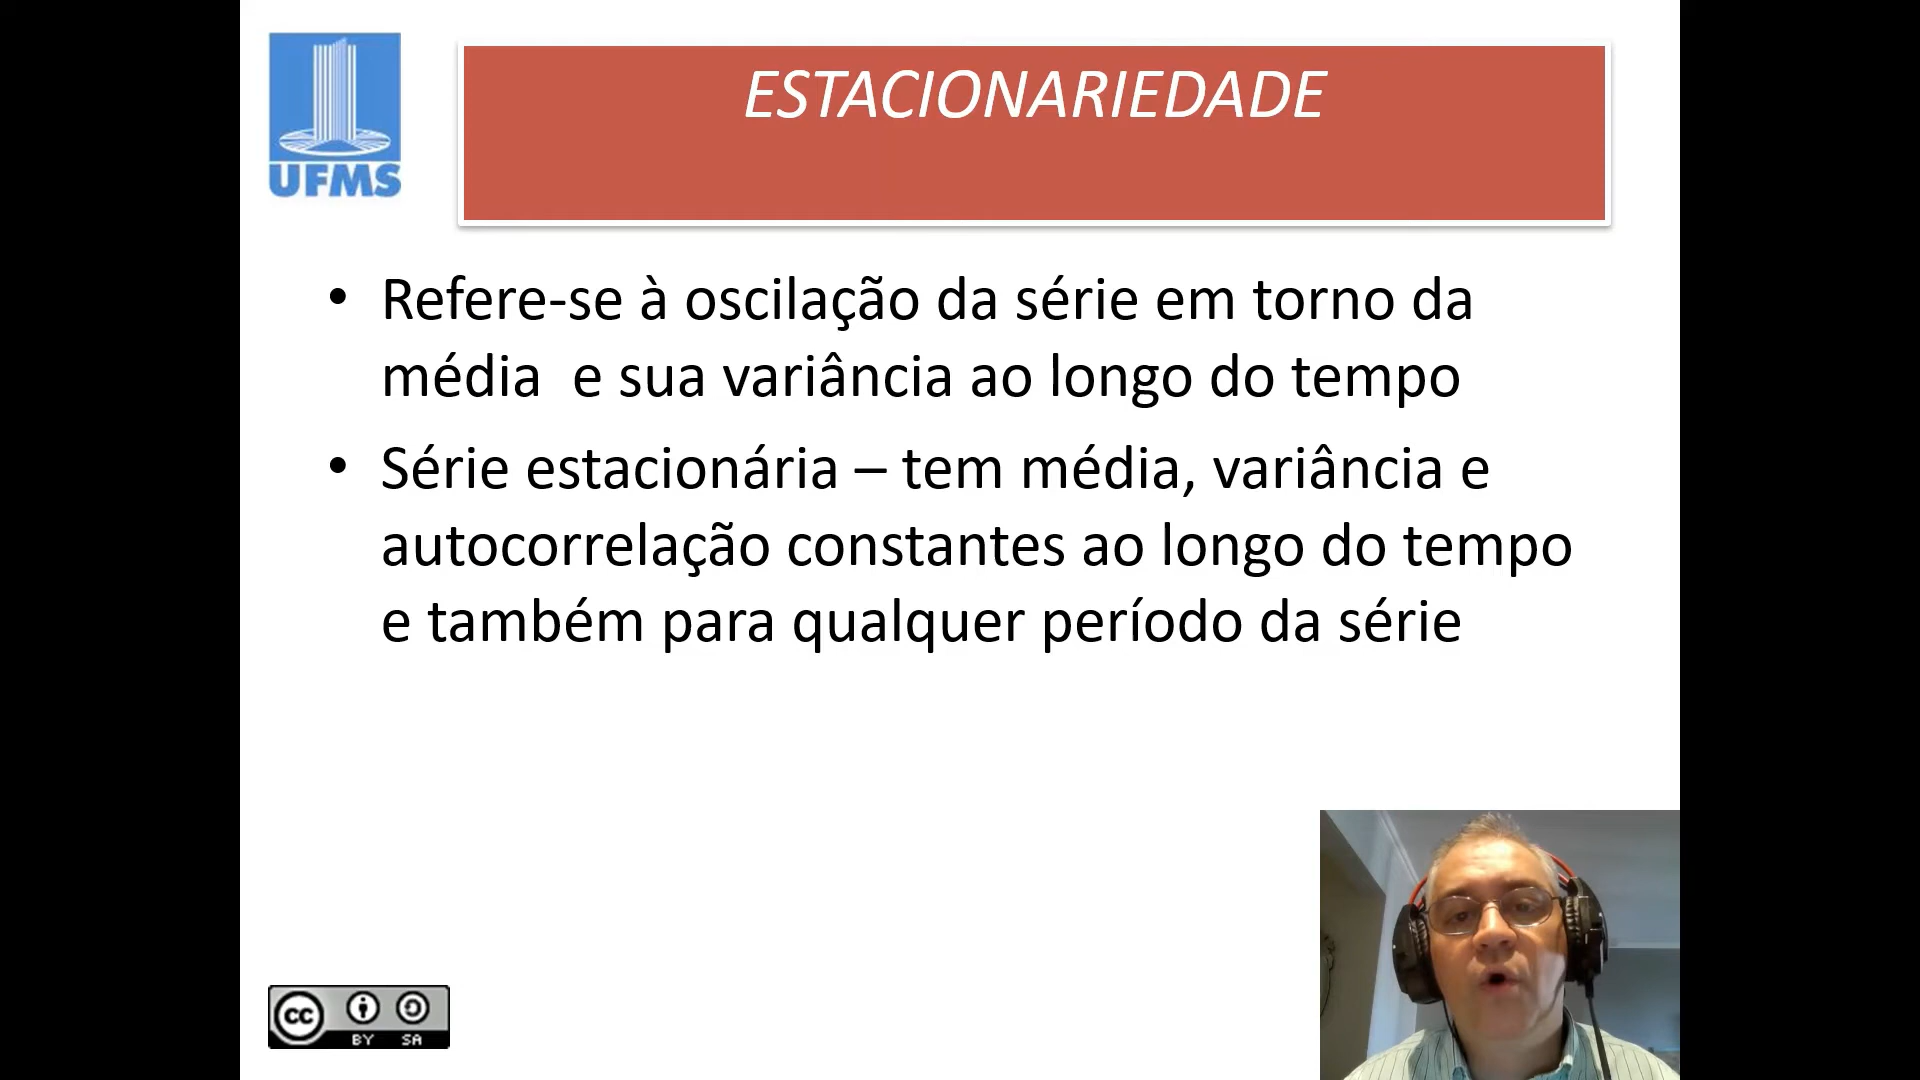 UFMS
ESTACIONARIEDADE
• Refere-se à oscilação da série em torno da
média e sua variância ao longo do tempo
• Série estacionária – tem média, variância e
autocorrelação constantes ao longo do tempo
e também para qualquer período da série
cc
BY SA